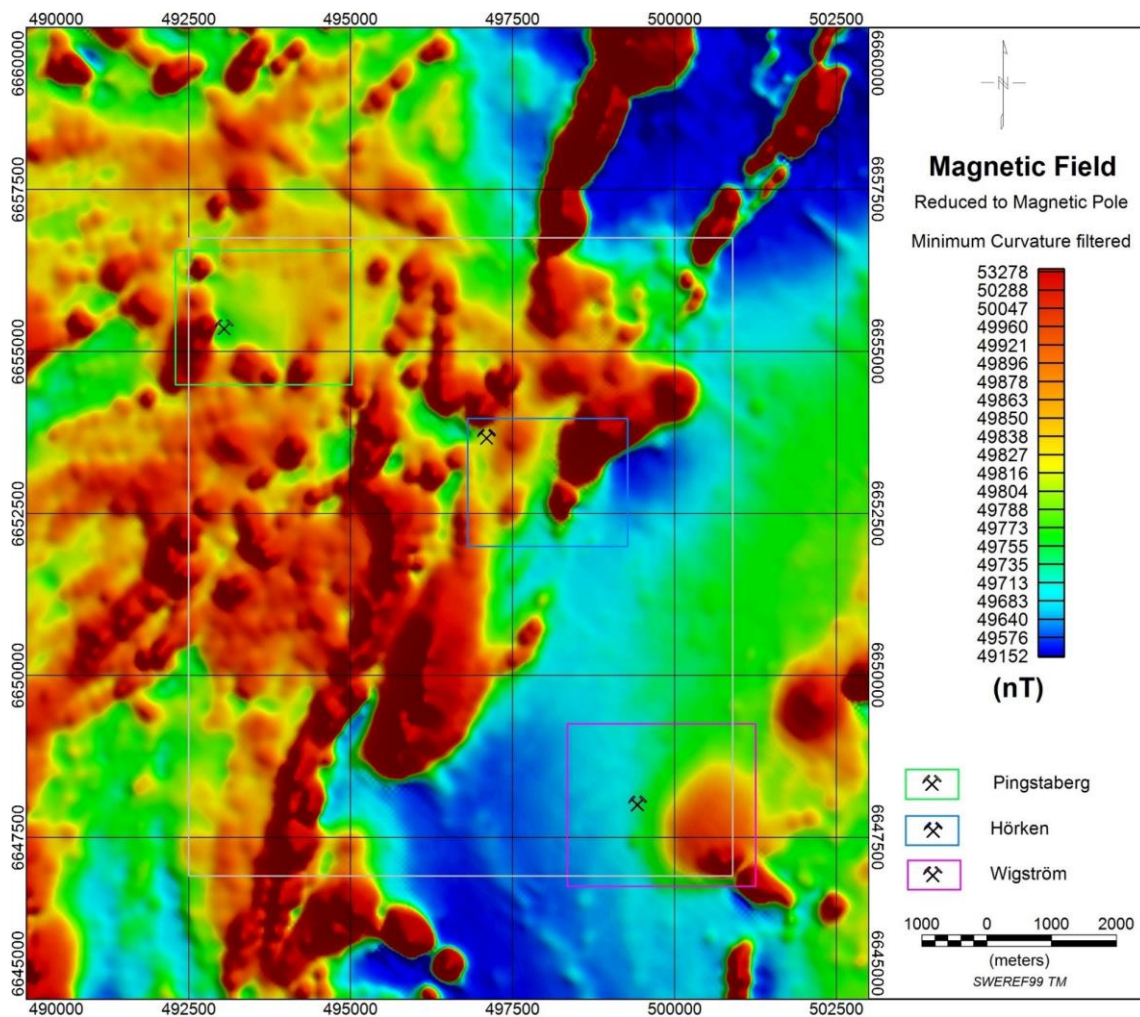 490000 492500 495000 497500 500000 502500
6660000
6657500
6655000
6652500
6650000
6647500
6645000
6660000
6657500
6655000
6652500
6650000
6647500
6645000
490000 492500 495000 497500 500000 502500
N
Magnetic Field
Reduced to Magnetic Pole
Minimum Curvature filtered
53278
50288
50047
49960
49921
49896
49878
49863
49850
49838
49827
49816
49804
49788
49773
49755
49735
49713
49683
49640
49576
49152
(nT)
Pingstaberg
Hörken
Wigström
1000 0 1000 2000
(meters)
SWEREF99 TM